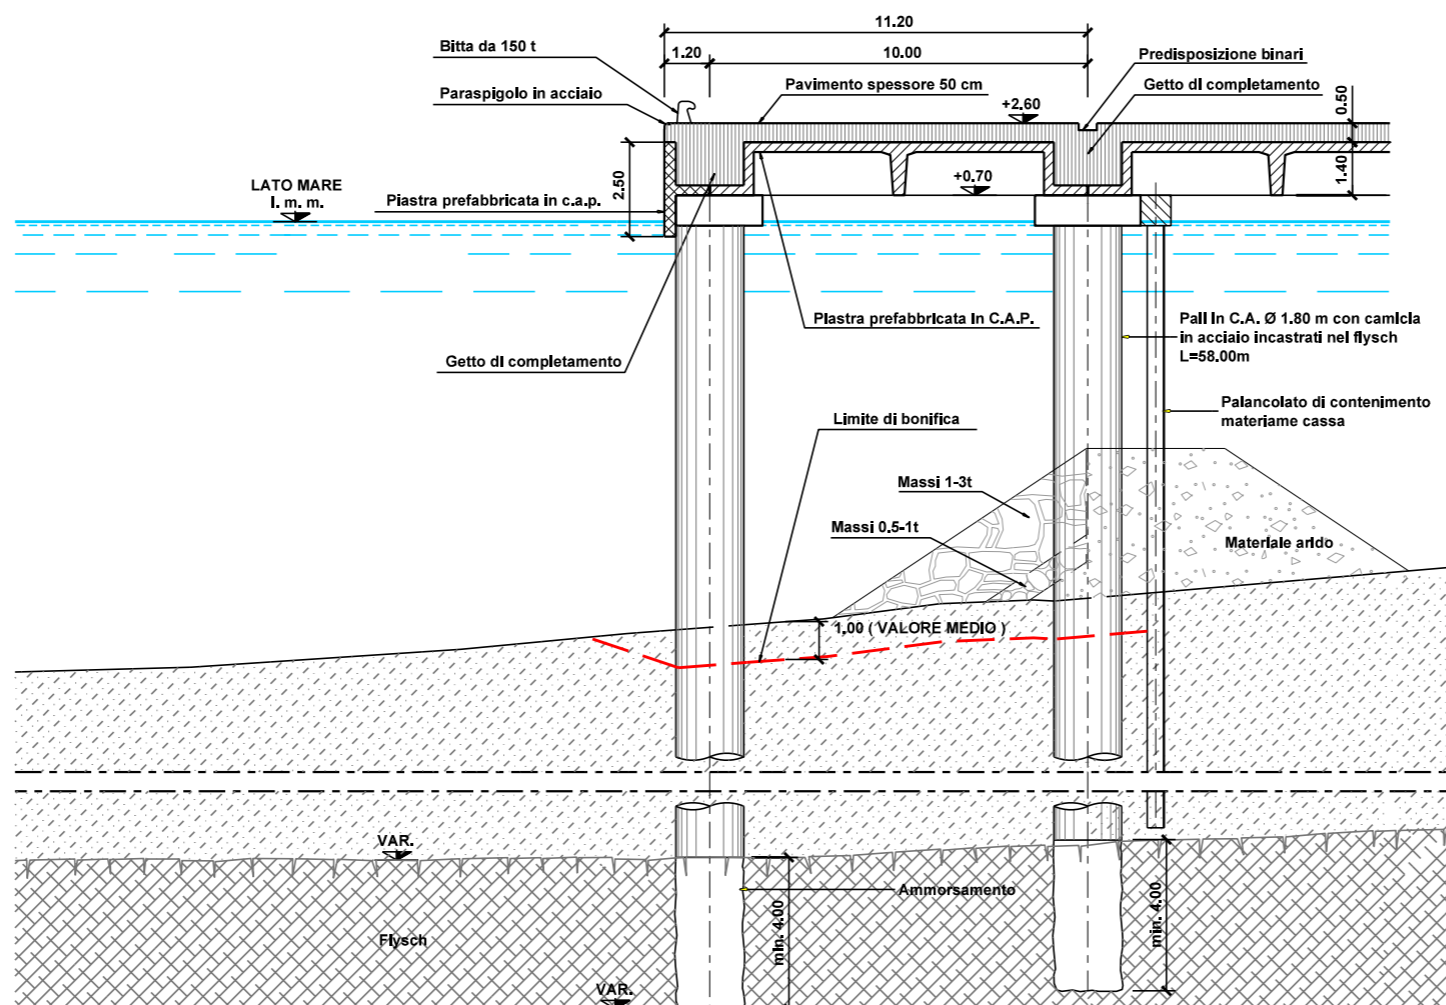 11.20
Bitta da 150 t
1.20
10.00
Predisposizione binari
Paraspigolo in acciaio
Pavimento spessore 50 cm
Getto di completamento
+2.60
0.50
2.50
1.40
LATO MARE
l. m. m.
+0.70
Piastra prefabbricata in c.a.p.
Piastra prefabbricata in C.A.P.
Pali in C.A. Ø 1.80 m con camicia
in acciaio incastrati nel flysch
L=58.00m
Getto di completamento
Palancolato di contenimento
materiame cassa
Limite di bonifica
Massi 1-3t
Massi 0.5-1t
Materiale arido
1.00 ( VALORE MEDIO )
VAR.
Ammorsamento
min. 4.00
min. 4.00
Flysch
VAR.